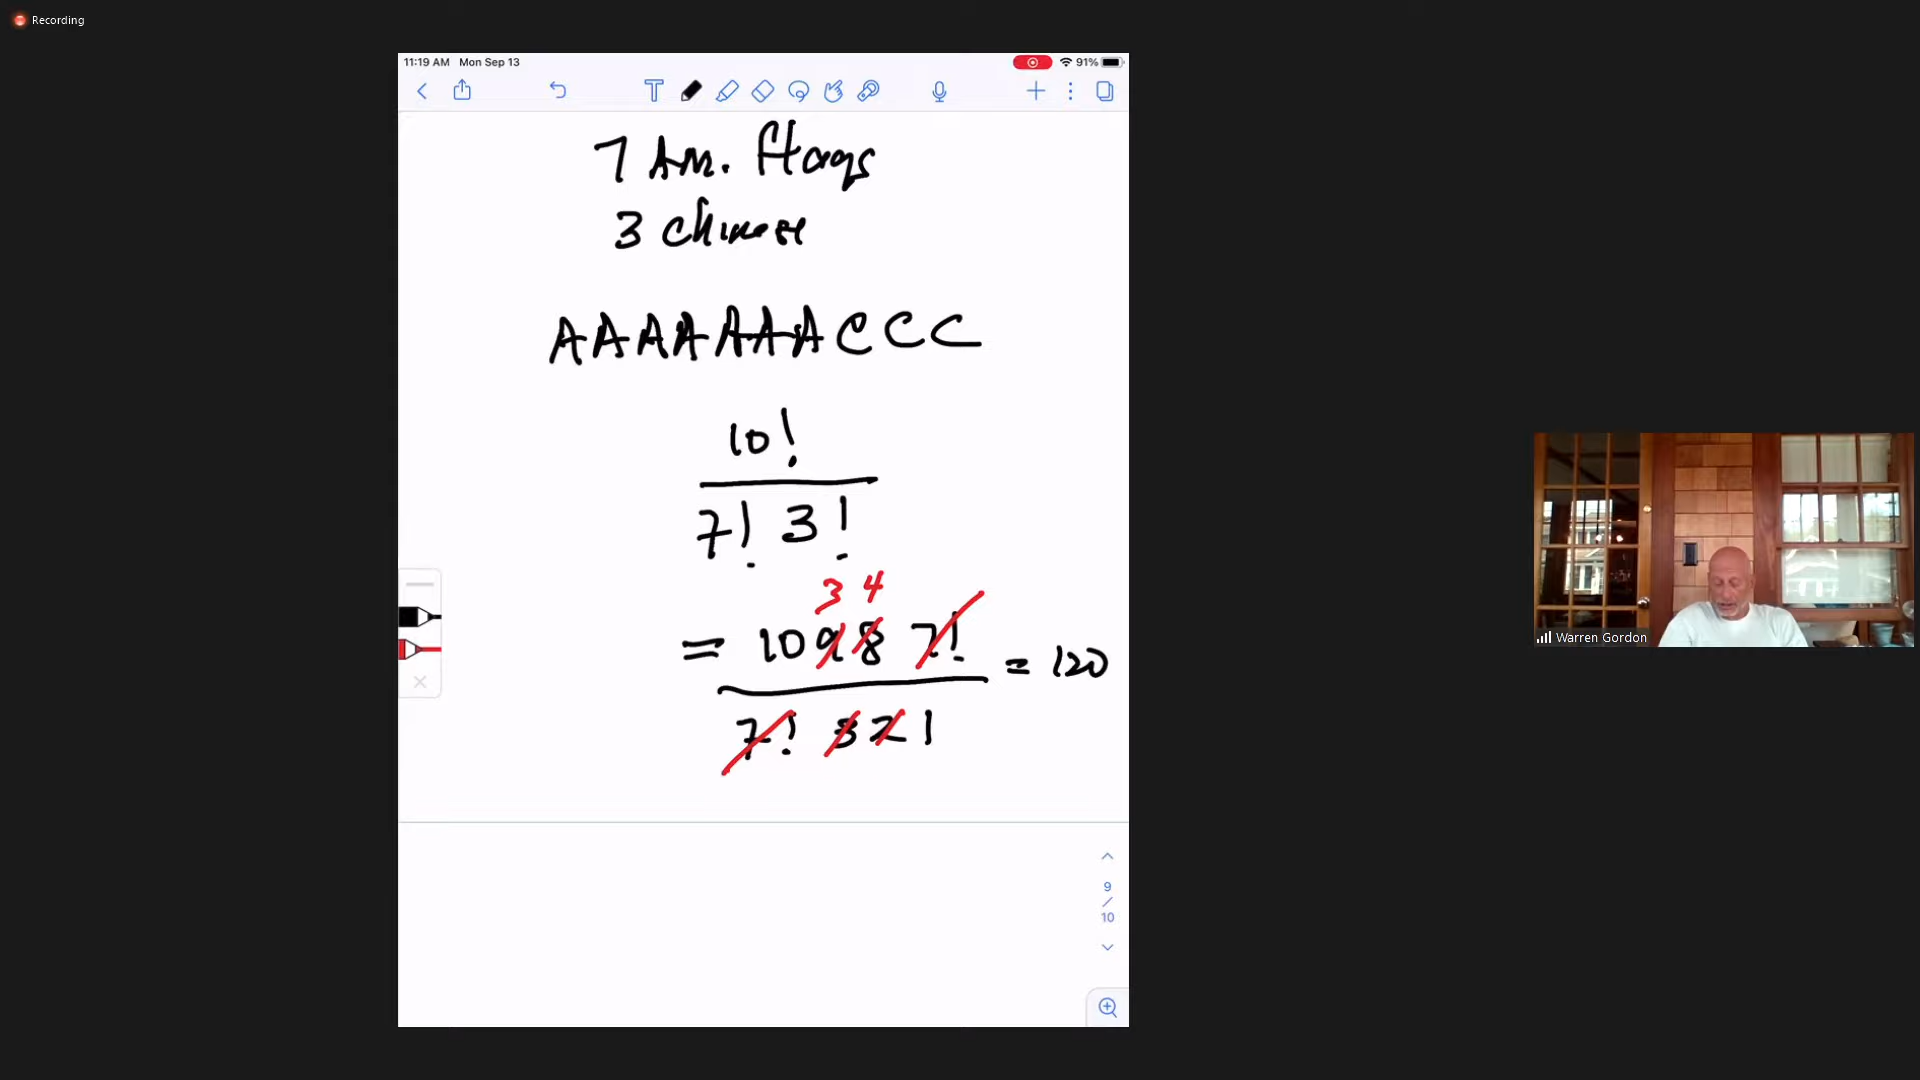 Recording
11:19 AM Mon Sep 13
91%
T
7 Am. Flags
3 Chinese
AAAAAAACCC
10!
7! 3!
3 4
= 10 9 8 7! = 120
7! 3 2 1
Warren Gordon
9
/
10